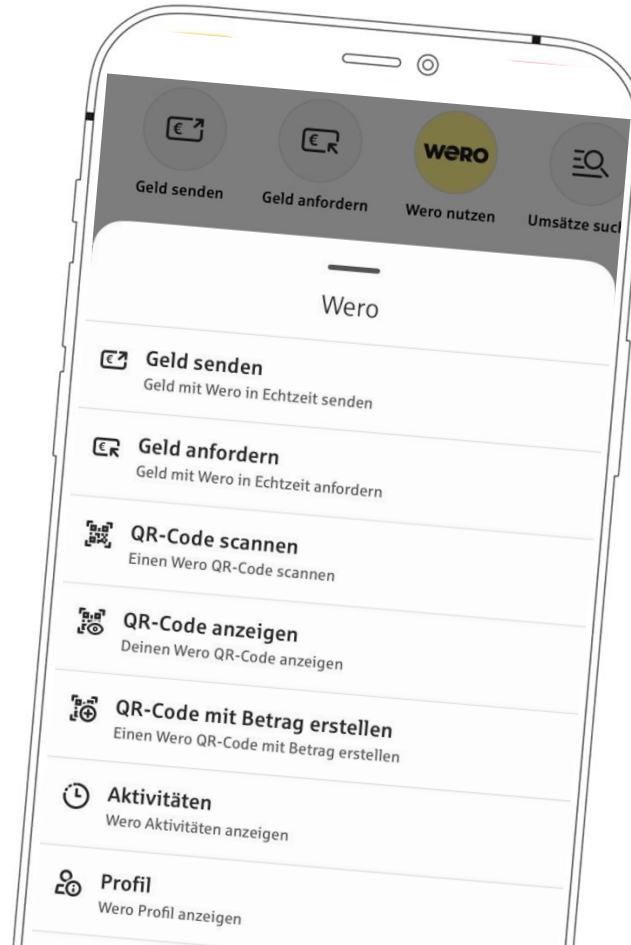 wero
Geld senden
Geld anfordern
Wero nutzen
Umsätze such
Wero
Geld senden
Geld mit Wero in Echtzeit senden
Geld anfordern
Geld mit Wero in Echtzeit anfordern
QR-Code scannen
Einen Wero QR-Code scannen
QR-Code anzeigen
Deinen Wero QR-Code anzeigen
QR-Code mit Betrag erstellen
Einen Wero QR-Code mit Betrag erstellen
Aktivitäten
Wero Aktivitäten anzeigen
Profil
Wero Profil anzeigen